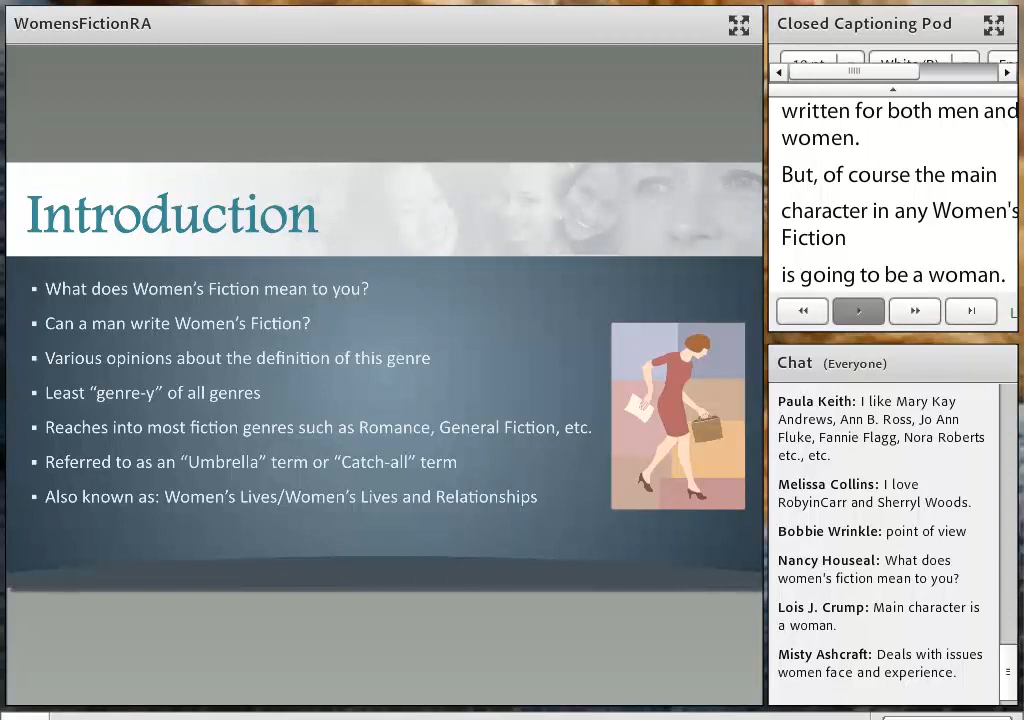 WomensFictionRA
Introduction
▪ What does Women's Fiction mean to you?
▪ Can a man write Women's Fiction?
▪ Various opinions about the definition of this genre
▪ Least “genre-y” of all genres
▪ Reaches into most fiction genres such as Romance, General Fiction, etc.
▪ Referred to as an “Umbrella” term or “Catch-all” term
▪ Also known as: Women's Lives/Women's Lives and Relationships
Closed Captioning Pod
written for both men and
women.
But, of course the main
character in any Women's
Fiction
is going to be a woman.
Chat (Everyone)
Paula Keith: I like Mary Kay
Andrews, Ann B. Ross, Jo Ann
Fluke, Fannie Flagg, Nora Roberts
etc., etc.
Melissa Collins: I love
RobyinCarr and Sherryl Woods.
Bobbie Wrinkle: point of view
Nancy Houseal: What does
women's fiction mean to you?
Lois J. Crump: Main character is
a woman.
Misty Ashcraft: Deals with issues
women face and experience.